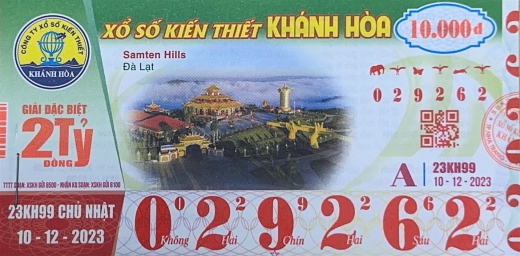 CÔNG TY XỔ SỐ KIẾN THIẾT
KHÁNH HÒA
XỔ SỐ KIẾN THIẾT KHÁNH HÒA
10.000đ
Samten Hills
Đà Lạt
GIẢI ĐẶC BIỆT
2Tỷ
ĐỒNG
0 2 9 2 6 2
A
23KH99
10-12-2023
23KH99 CHỦ NHẬT
10 - 12 - 2023
0 2 9 2 6 2
Không Hai Chín Hai Sáu Hai